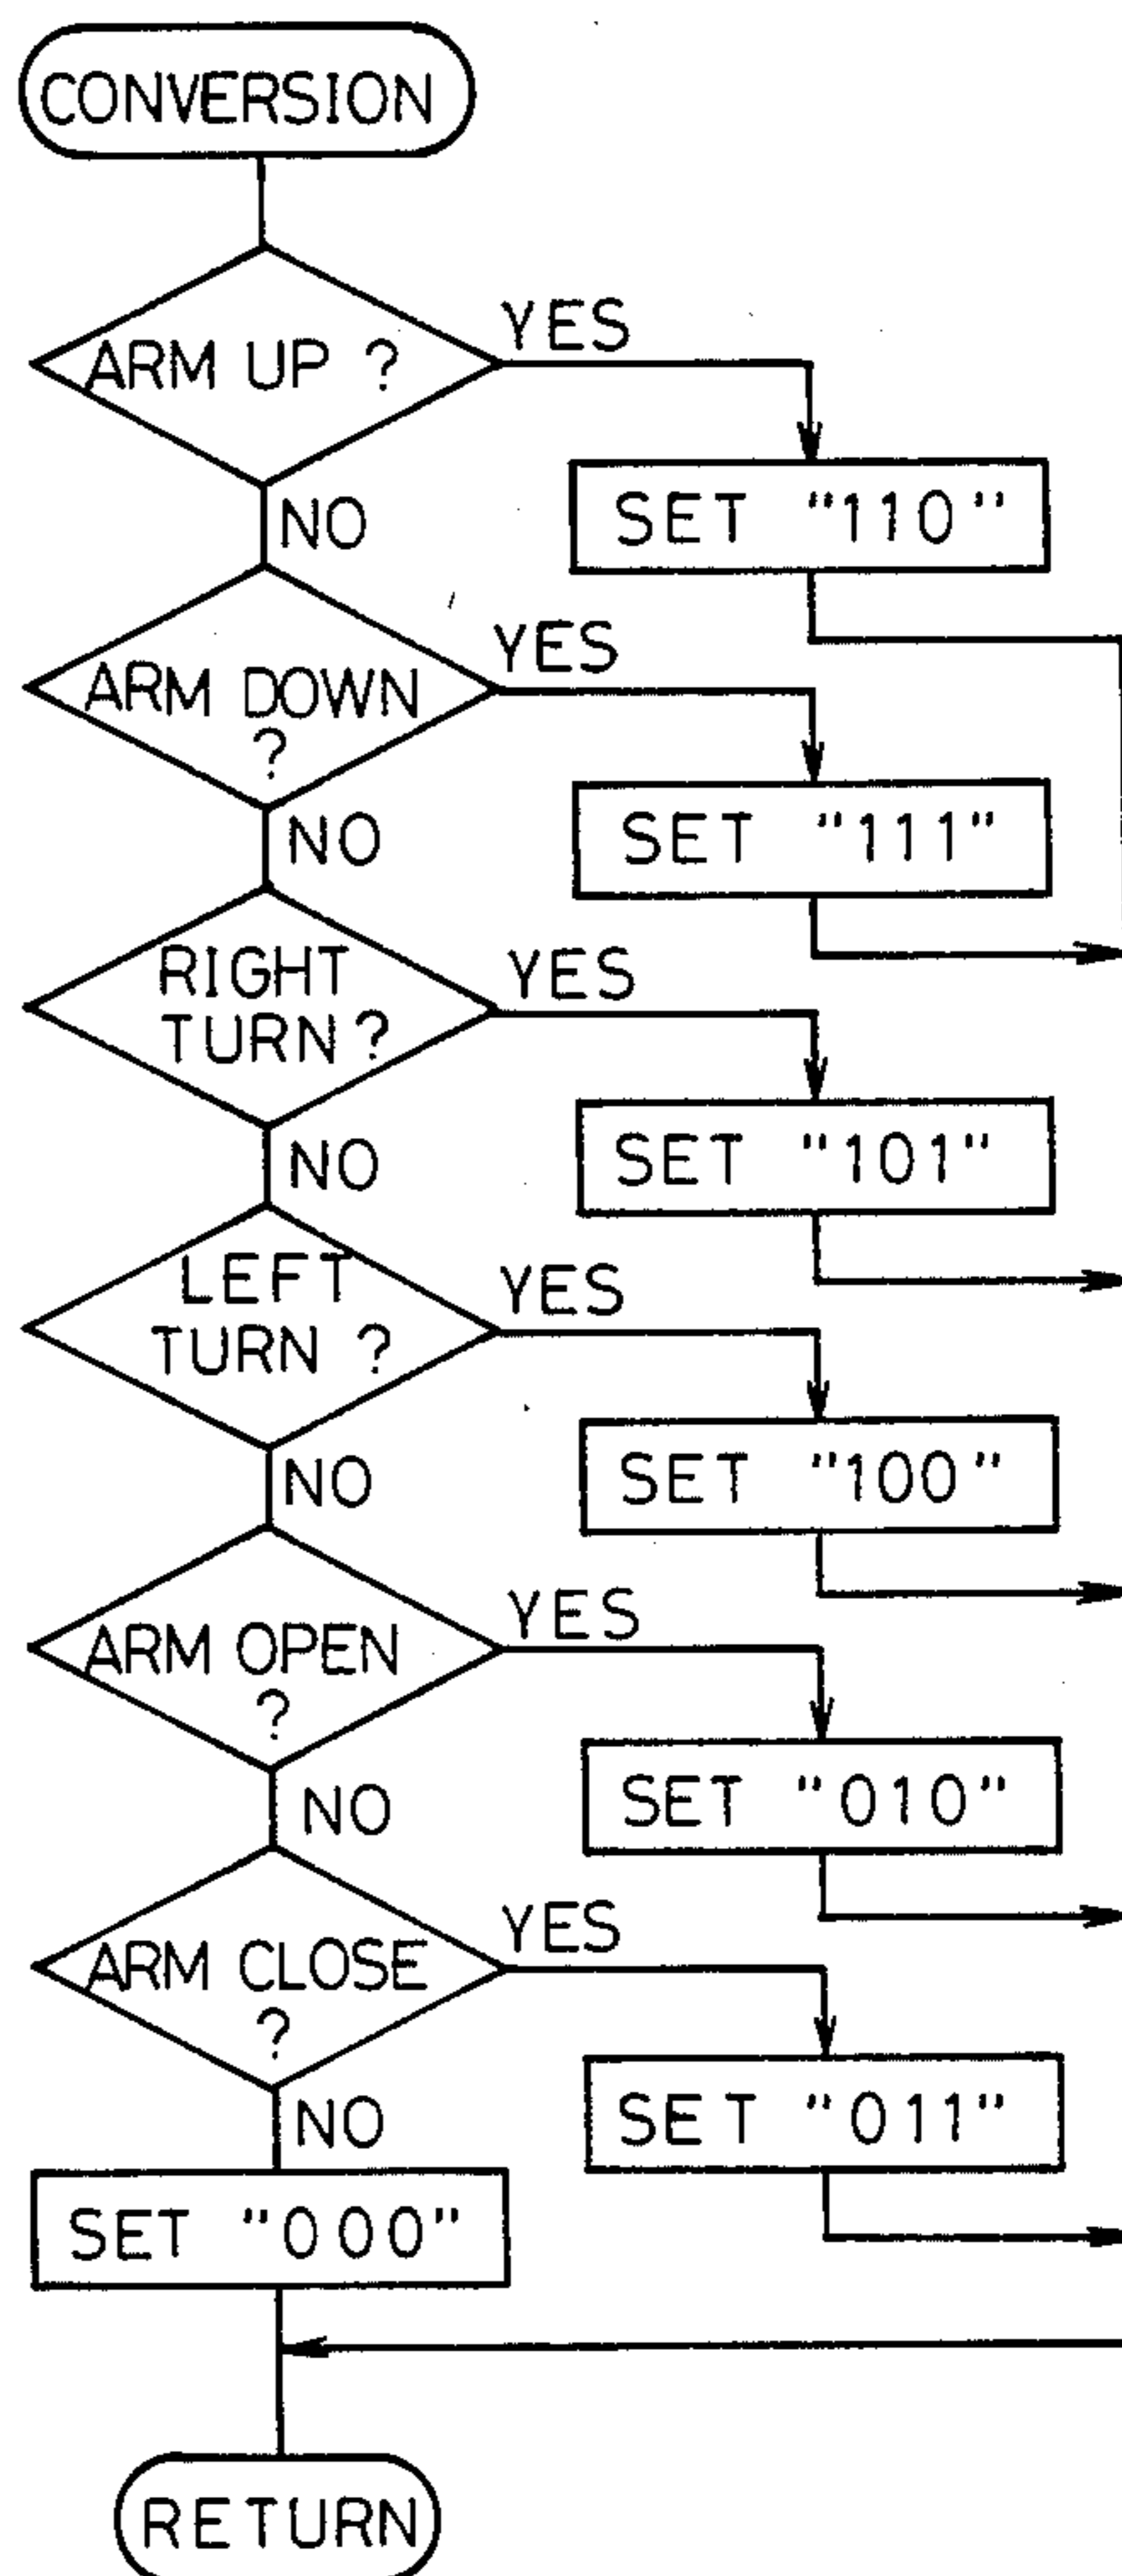 CONVERSION
ARM UP ?
YES
SET "110"
NO
ARM DOWN
?
YES
SET "111"
NO
RIGHT
TURN?
YES
SET "101"
NO
LEFT
TURN ?
YES
SET "100"
NO
ARM OPEN
?
YES
SET "010"
NO
ARM CLOSE
?
YES
SET "011"
NO
SET "000"
RETURN